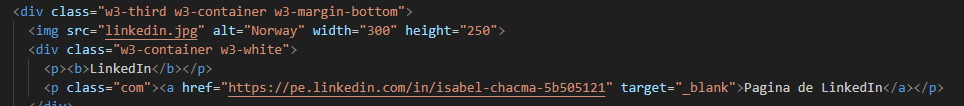 <div class="w3-third w3-container w3-margin-bottom">
<img src="linkedin.jpg" alt="Norway" width="300" height="250">
<div class="w3-container w3-white">
<p><b>LinkedIn</b></p>
<p class="com"><a href="https://pe.linkedin.com/in/isabel-chacma-5b505121" target="_blank">Pagina de LinkedIn</a></p>
</div>